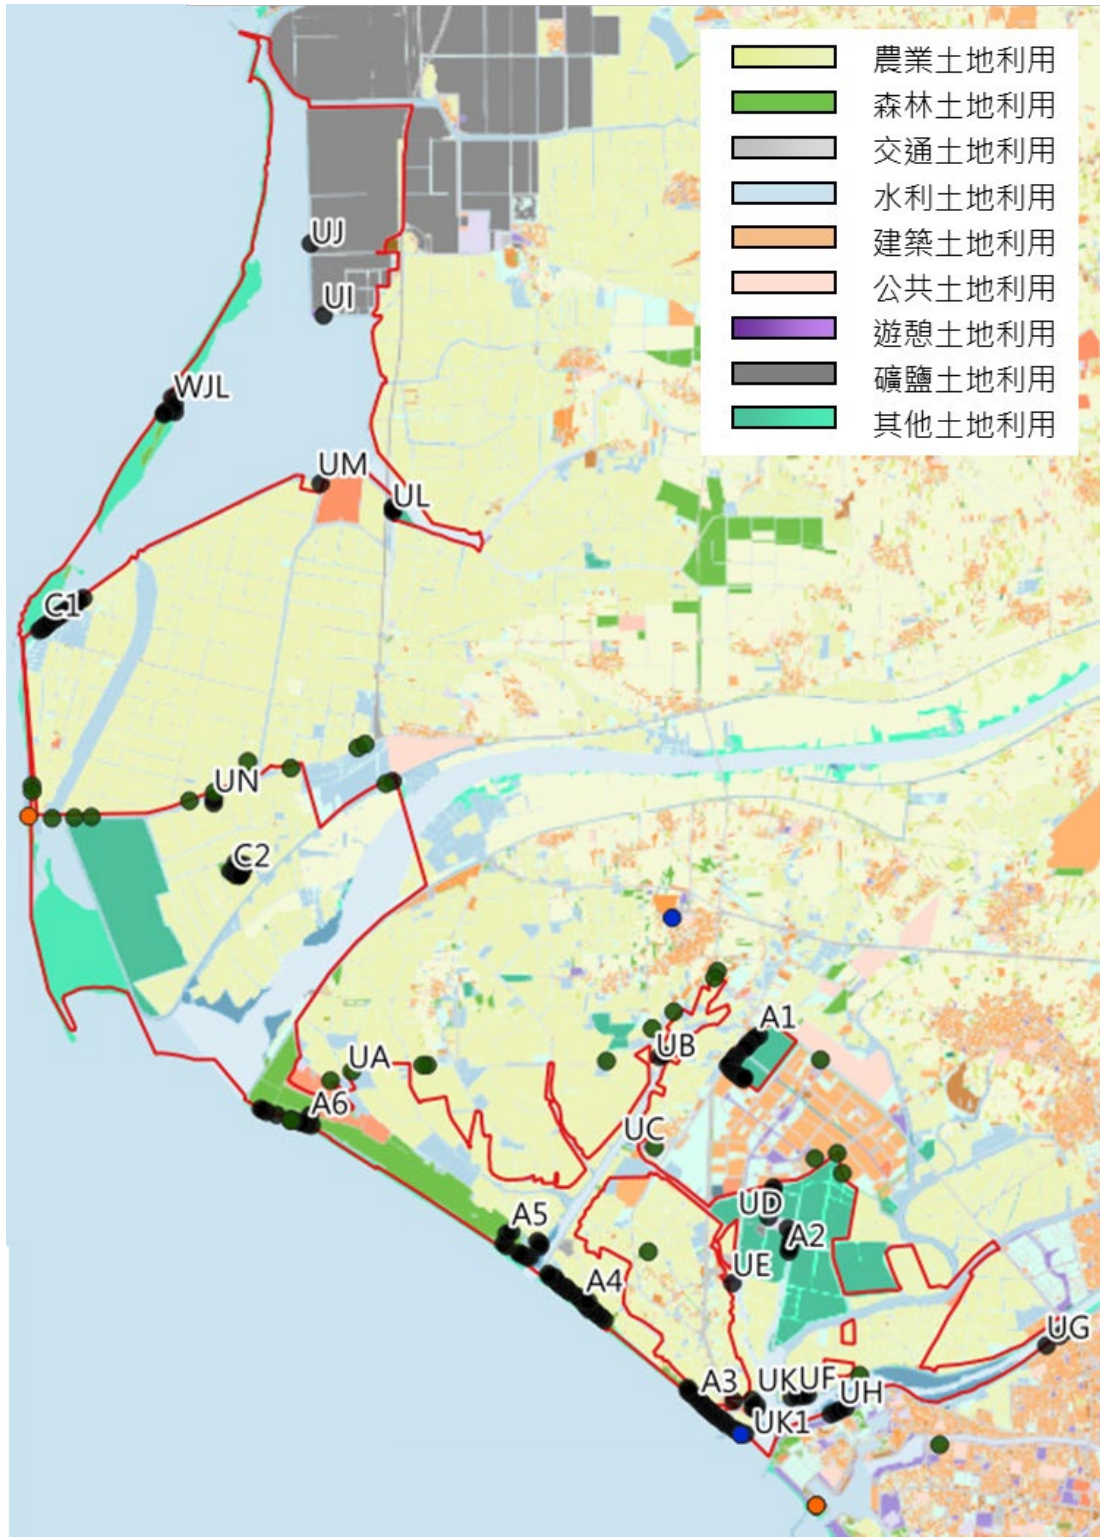 農業土地利用
森林土地利用
交通土地利用
水利土地利用
建築土地利用
公共土地利用
遊憩土地利用
礦鹽土地利用
其他土地利用
UJ
UI
WJL
UM
UL
C1
UN
C2
A1
UB
UA
A6
UC
UD
A5
A2
UE
A4
UG
A3
UK
UF
UH
UK1